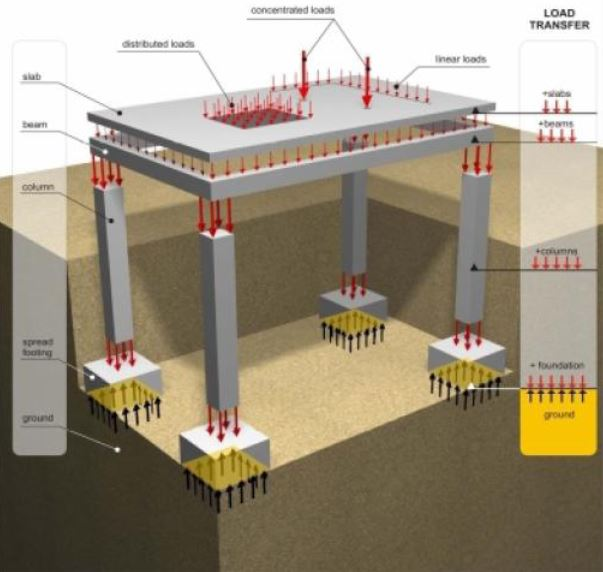 concentrated loads
distributed loads
linear loads
LOAD
TRANSFER
slab
beam
column
spread
footing
ground
+slabs
+beams
+columns
+ foundation
ground